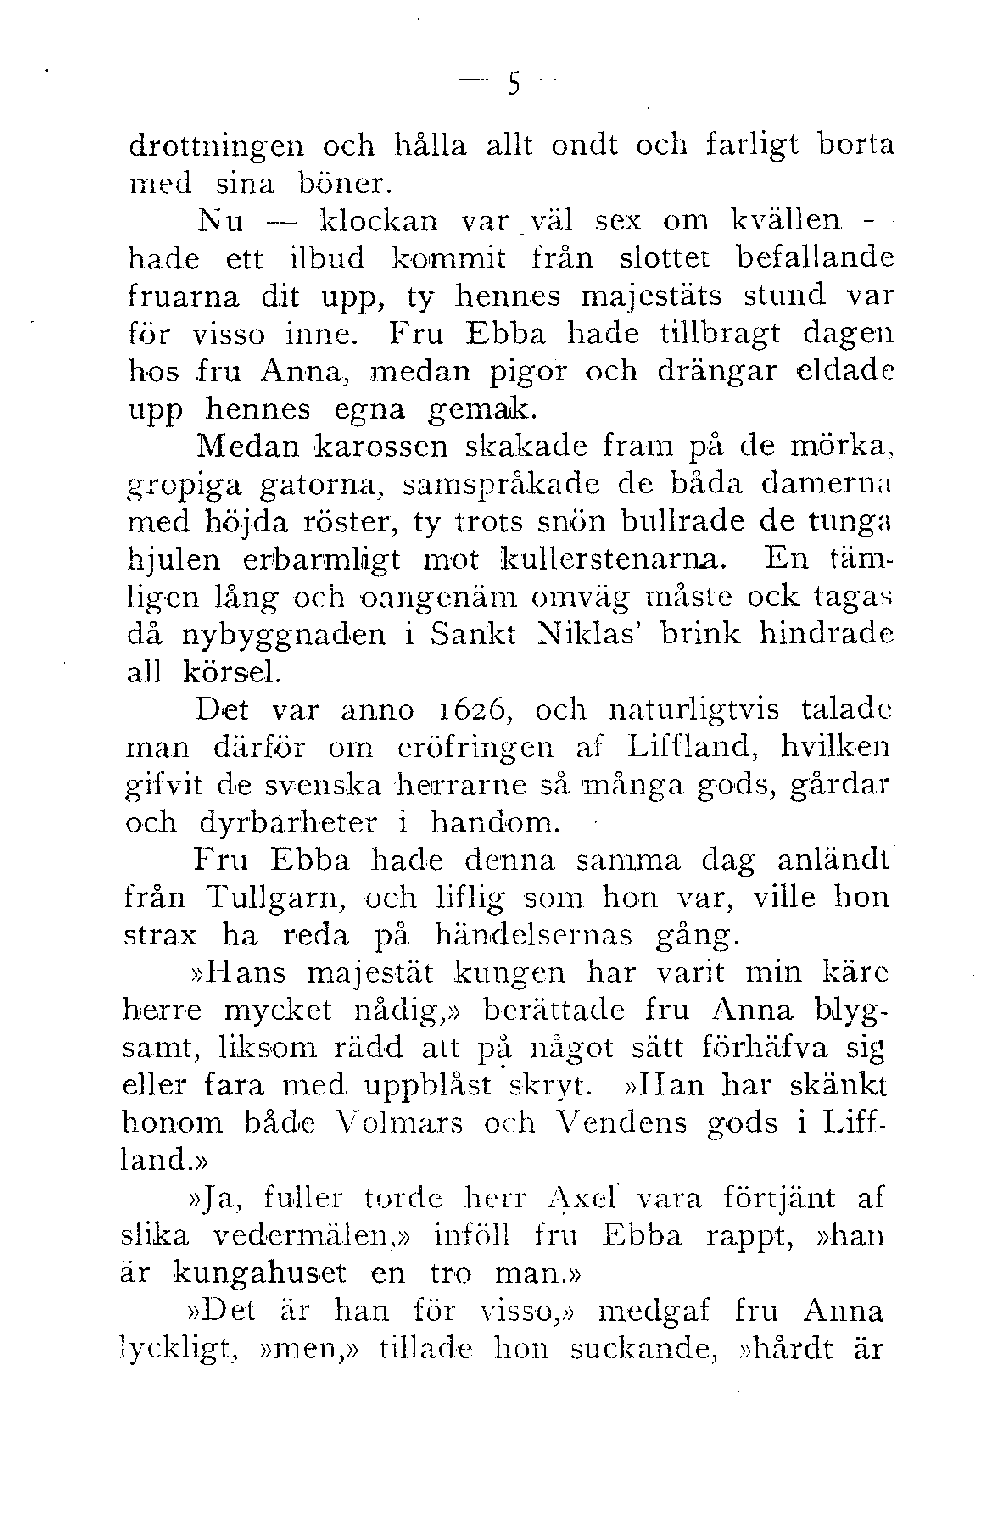 — 5 —
drottningen och hålla allt ondt och farligt borta
med sina böner.
Nu — klockan var väl sex om kvällen -
hade ett ilbud kommit från slottet befallande
fruarna dit upp, ty hennes majestäts stund var
för visso inne. Fru Ebba hade tillbragt dagen
hos fru Anna, medan pigor och drängar eldade
upp hennes egna gemak.
Medan karossen skakade fram på de mörka,
gropiga gatorna, samspråkade de båda damerna
med höjda röster, ty trots snön bullrade de tunga
hjulen erbarmligt mot kullerstenarna. En täm-
ligen lång och oangenäm omväg måste ock tagas
då nybyggnaden i Sankt Niklas' brink hindrade
all körsel.
Det var anno 1626, och naturligtvis talade
man därför om eröfringen af Liffland, hvilken
gifvit de svenska herrarne så många gods, gårdar
och dyrbarheter i handom.
Fru Ebba hade denna samma dag anländt
från Tullgarn, och liflig som hon var, ville hon
strax ha reda på händelsernas gång.
»Hans majestät kungen har varit min käre
herre mycket nådig,» berättade fru Anna blyg-
samt, liksom rädd att på något sätt förhäfva sig
eller fara med uppblåst skryt. »Han har skänkt
honom både Volmars och Vendens gods i Liff-
land.»
»Ja, fuller torde herr Axel vara förtjänt af
slika vedermälen,» inföll fru Ebba rappt, »han
är kungahuset en tro man.»
»Det är han för visso,» medgaf fru Anna
lyckligt, »men,» tillade hon suckande, »hårdt är